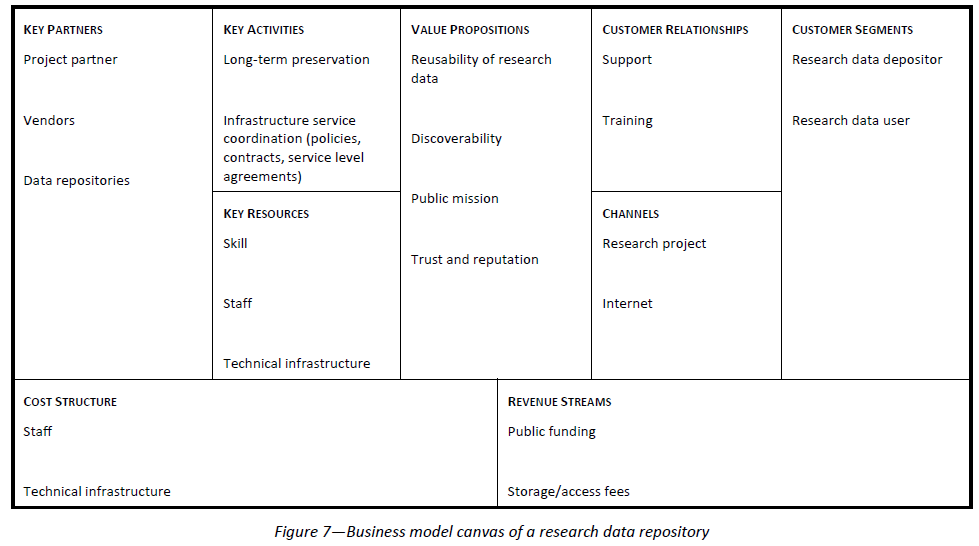 KEY PARTNERS
Project partner
Vendors
Data repositories
KEY ACTIVITIES
Long-term preservation
Infrastructure service
coordination (policies,
contracts, service level
agreements)
KEY RESOURCES
Skill
Staff
Technical infrastructure
VALUE PROPOSITIONS
Reusability of research
data
Discoverability
Public mission
Trust and reputation
CUSTOMER RELATIONSHIPS
Support
Training
CHANNELS
Research project
Internet
CUSTOMER SEGMENTS
Research data depositor
Research data user
COST STRUCTURE
Staff
Technical infrastructure
REVENUE STREAMS
Public funding
Storage/access fees
Figure 7—Business model canvas of a research data repository